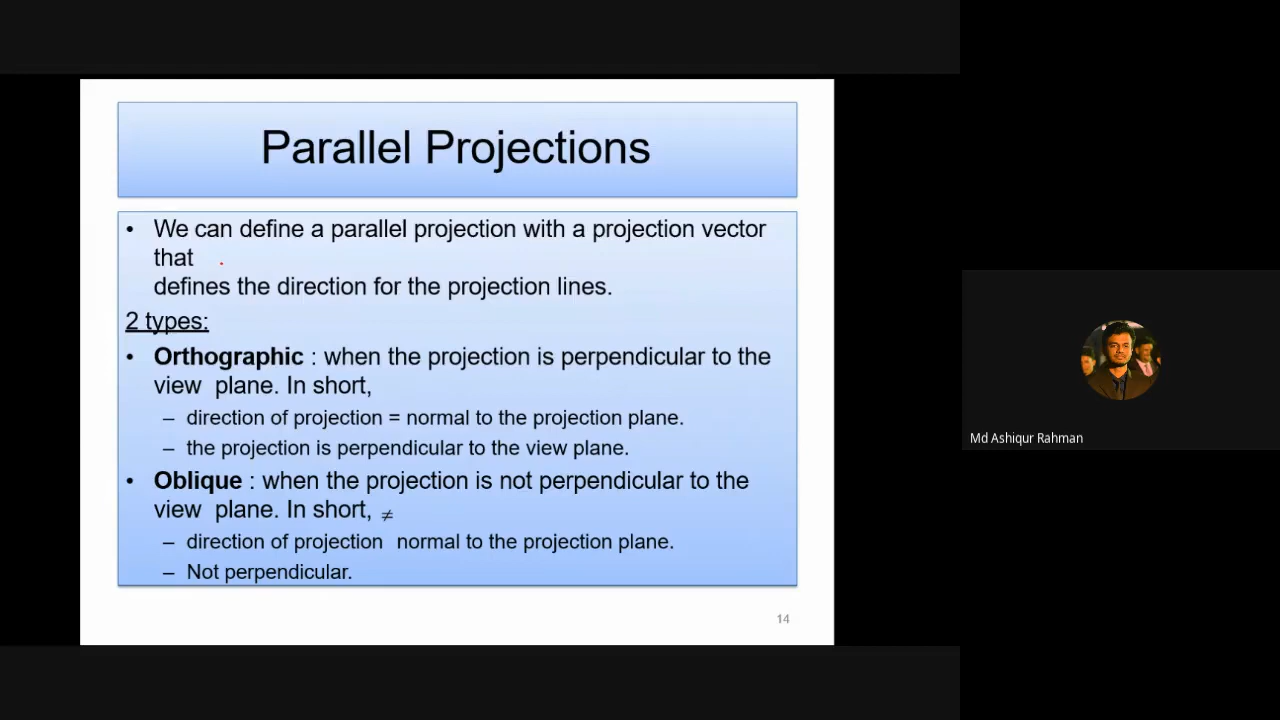 Parallel Projections
• We can define a parallel projection with a projection vector
that
defines the direction for the projection lines.
2 types:
• Orthographic : when the projection is perpendicular to the
view plane. In short,
– direction of projection = normal to the projection plane.
– the projection is perpendicular to the view plane.
• Oblique : when the projection is not perpendicular to the
view plane. In short, ≠
– direction of projection normal to the projection plane.
– Not perpendicular.
14
Md Ashiqur Rahman